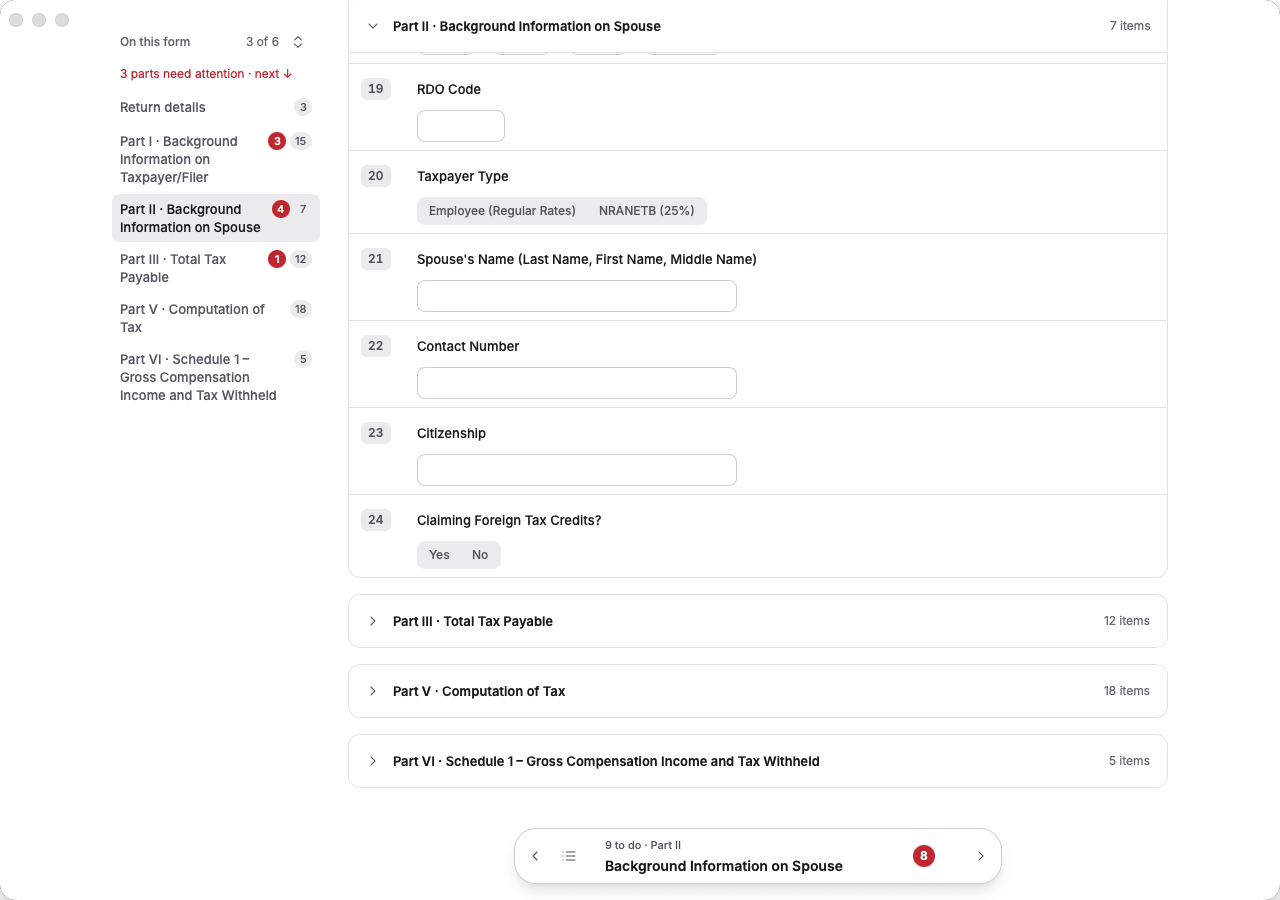 On this form
3 of 6
3 parts need attention · next ↓
Return details
3
Part I · Background
Information on
Taxpayer/Filer
3
15
Part II · Background
Information on Spouse
4
7
Part III · Total Tax
Payable
1
12
Part V · Computation of
Tax
18
Part VI · Schedule 1 –
Gross Compensation
Income and Tax Withheld
5
Part II · Background Information on Spouse
7 items
19
RDO Code
20
Taxpayer Type
Employee (Regular Rates)
NRANETB (25%)
21
Spouse's Name (Last Name, First Name, Middle Name)
22
Contact Number
23
Citizenship
24
Claiming Foreign Tax Credits?
Yes
No
Part III · Total Tax Payable
12 items
Part V · Computation of Tax
18 items
Part VI · Schedule 1 – Gross Compensation Income and Tax Withheld
5 items
9 to do · Part II
Background Information on Spouse
8